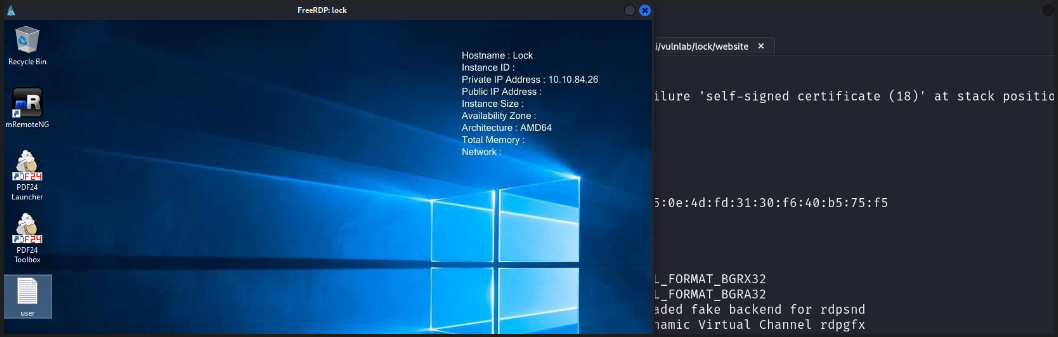 FreeRDP: lock
Recycle Bin
mRemoteNG
PDF24
Launcher
PDF24
Toolbox
user
Hostname : Lock
Instance ID :
Private IP Address : 10.10.84.26
Public IP Address :
Instance Size :
Availability Zone :
Architecture : AMD64
Total Memory :
Network :
i/vulnlab/lock/website ×
ilure 'self-signed certificate (18)' at stack positio
5:0e:4d:fd:31:30:f6:40:b5:75:f5
L_FORMAT_BGRX32
L_FORMAT_BGRA32
aded fake backend for rdpsnd
namic Virtual Channel rdpgfx